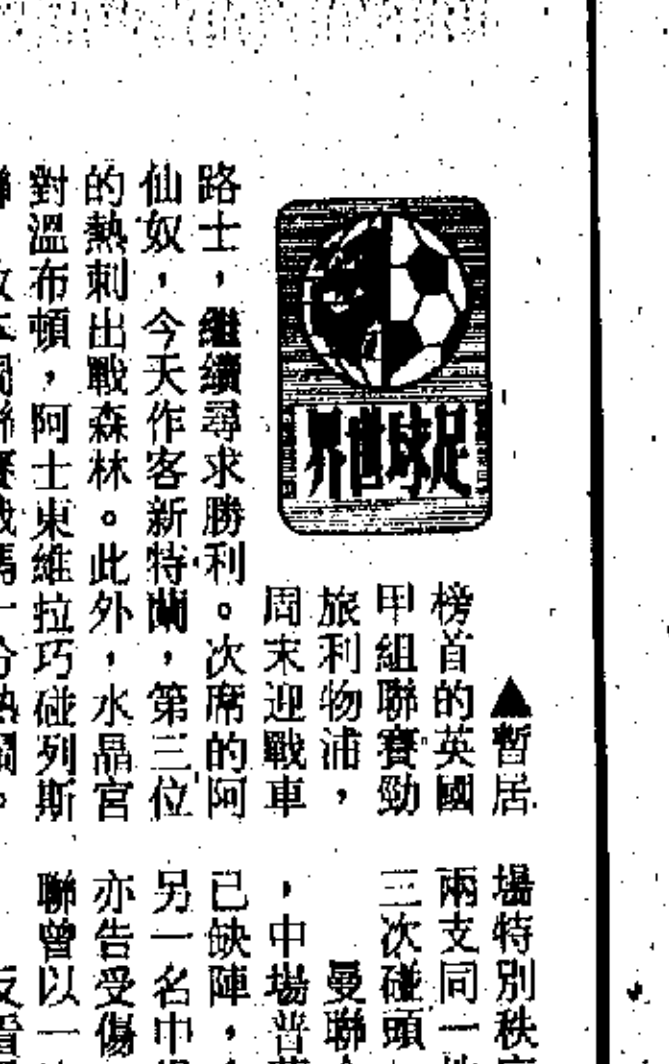 足球世界
▲暫居
榜首的英國
甲組聯賽勁
旅利物浦，
周末迎戰車
路士，繼續尋求勝利。次席的阿
仙奴，今天作客新特蘭，第三位
的熱刺出戰森林。此外，水晶宮
對溫布頓，阿士東維拉巧碰列斯
場特別秩
兩支同一
三次碰頭
曼聯
，中場普
已缺陣，
另一名中
亦告受傷
聯曾以一